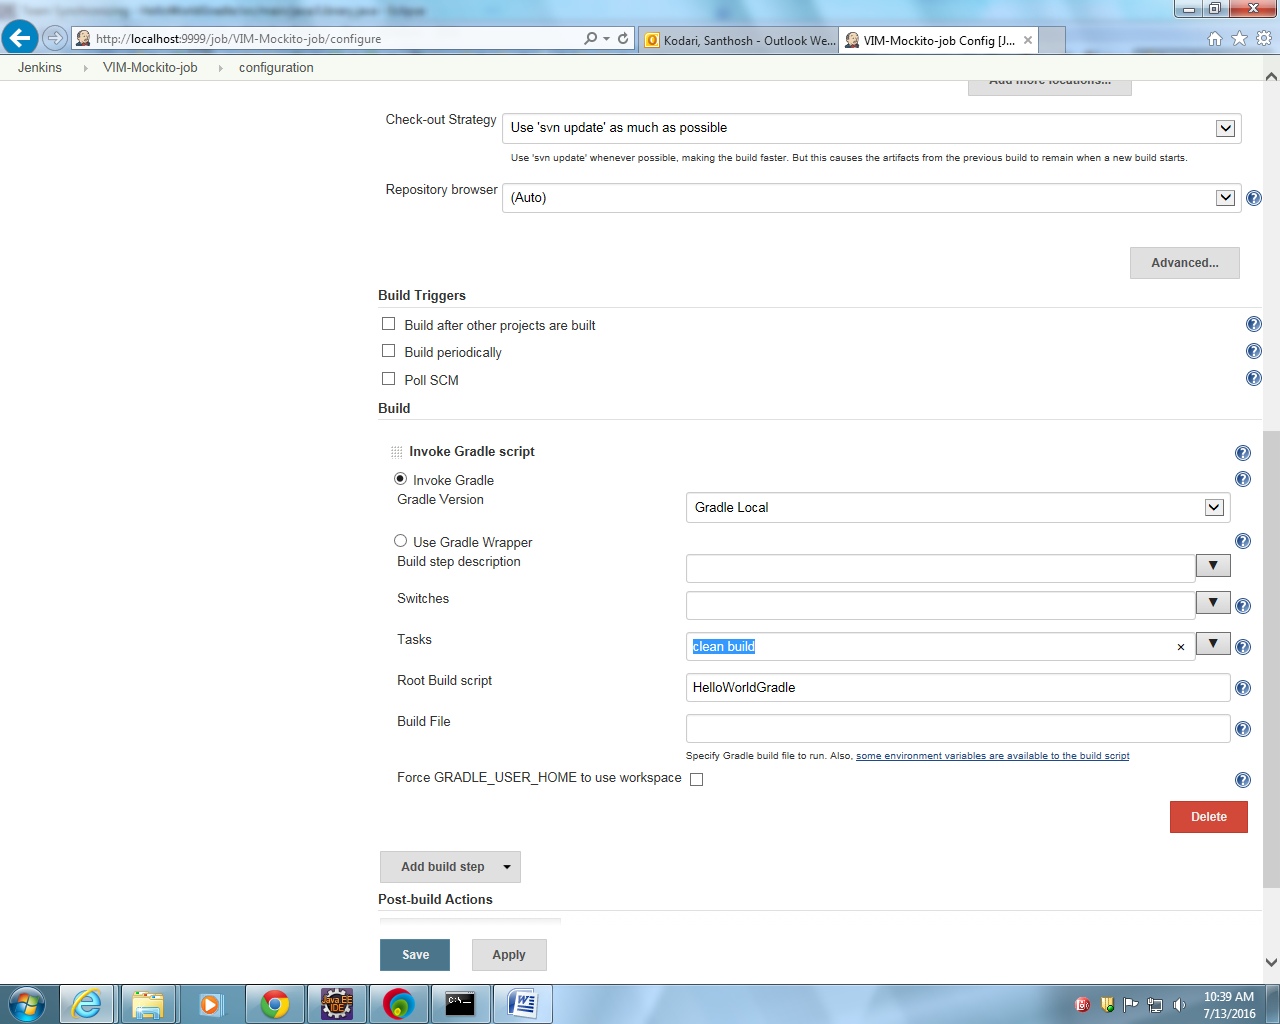 http://localhost:9999/job/VIM-Mockito-job/configure
Kodari, Santhosh - Outlook We...
VIM-Mockito-job Config [J...
Jenkins
VIM-Mockito-job
configuration
Add more locations...
Check-out Strategy
Use 'svn update' as much as possible
Use 'svn update' whenever possible, making the build faster. But this causes the artifacts from the previous build to remain when a new build starts.
Repository browser
(Auto)
Advanced...
Build Triggers
Build after other projects are built
Build periodically
Poll SCM
Build
Invoke Gradle script
Invoke Gradle
Gradle Version
Gradle Local
Use Gradle Wrapper
Build step description
Switches
Tasks
clean build
Root Build script
HelloWorldGradle
Build File
Specify Gradle build file to run. Also, some environment variables are available to the build script
Force GRADLE_USER_HOME to use workspace
Delete
Add build step
Post-build Actions
Save
Apply
Java EE
IDE
C:\.
10:39 AM
7/13/2016